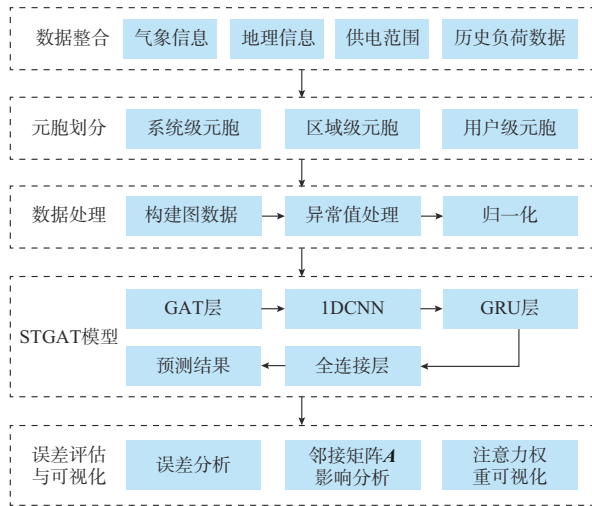 数据整合
气象信息
地理信息
供电范围
历史负荷数据
元胞划分
系统级元胞
区域级元胞
用户级元胞
数据处理
构建图数据
异常值处理
归一化
STGAT模型
GAT层
1DCNN
GRU层
预测结果
全连接层
误差评估
与可视化
误差分析
邻接矩阵A
影响分析
注意力权
重可视化